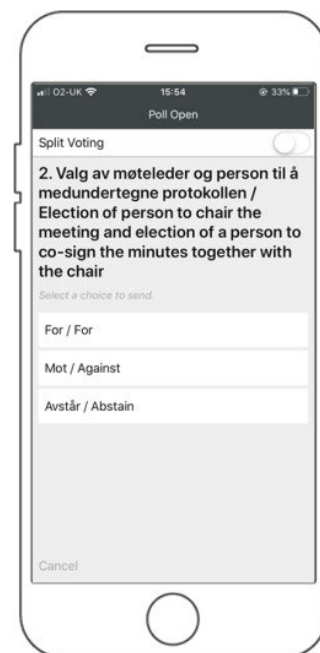 O2-UK 15:54 33%
Poll Open
Split Voting
2. Valg av møteleder og person til å
medundertegne protokollen /
Election of person to chair the
meeting and election of a person to
co-sign the minutes together with
the chair
Select a choice to send.
For / For
Mot / Against
Avstår / Abstain
Cancel